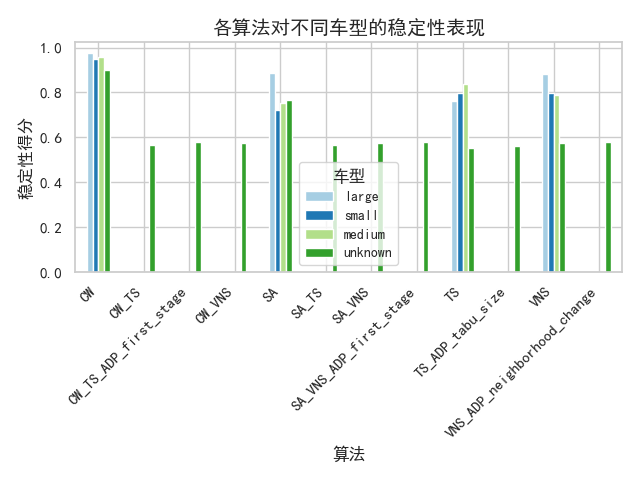 各算法对不同车型的稳定性表现
稳定性得分
1.0
0.8
0.6
0.4
0.2
0.0
车型
large
small
medium
unknown
CW
CW_TS
CW_TS_ADP_first_stage
CW_VNS
SA
SA_TS
SA_VNS
SA_VNS_ADP_first_stage
TS
TS_ADP_tabu_size
VNS
VNS_ADP_neighborhood_change
算法